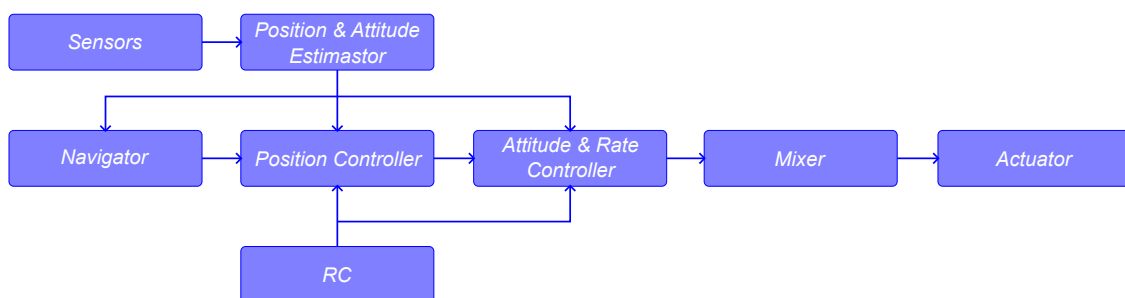 Sensors
Position & Attitude
Estimastor
Navigator
Position Controller
Attitude & Rate
Controller
Mixer
Actuator
RC